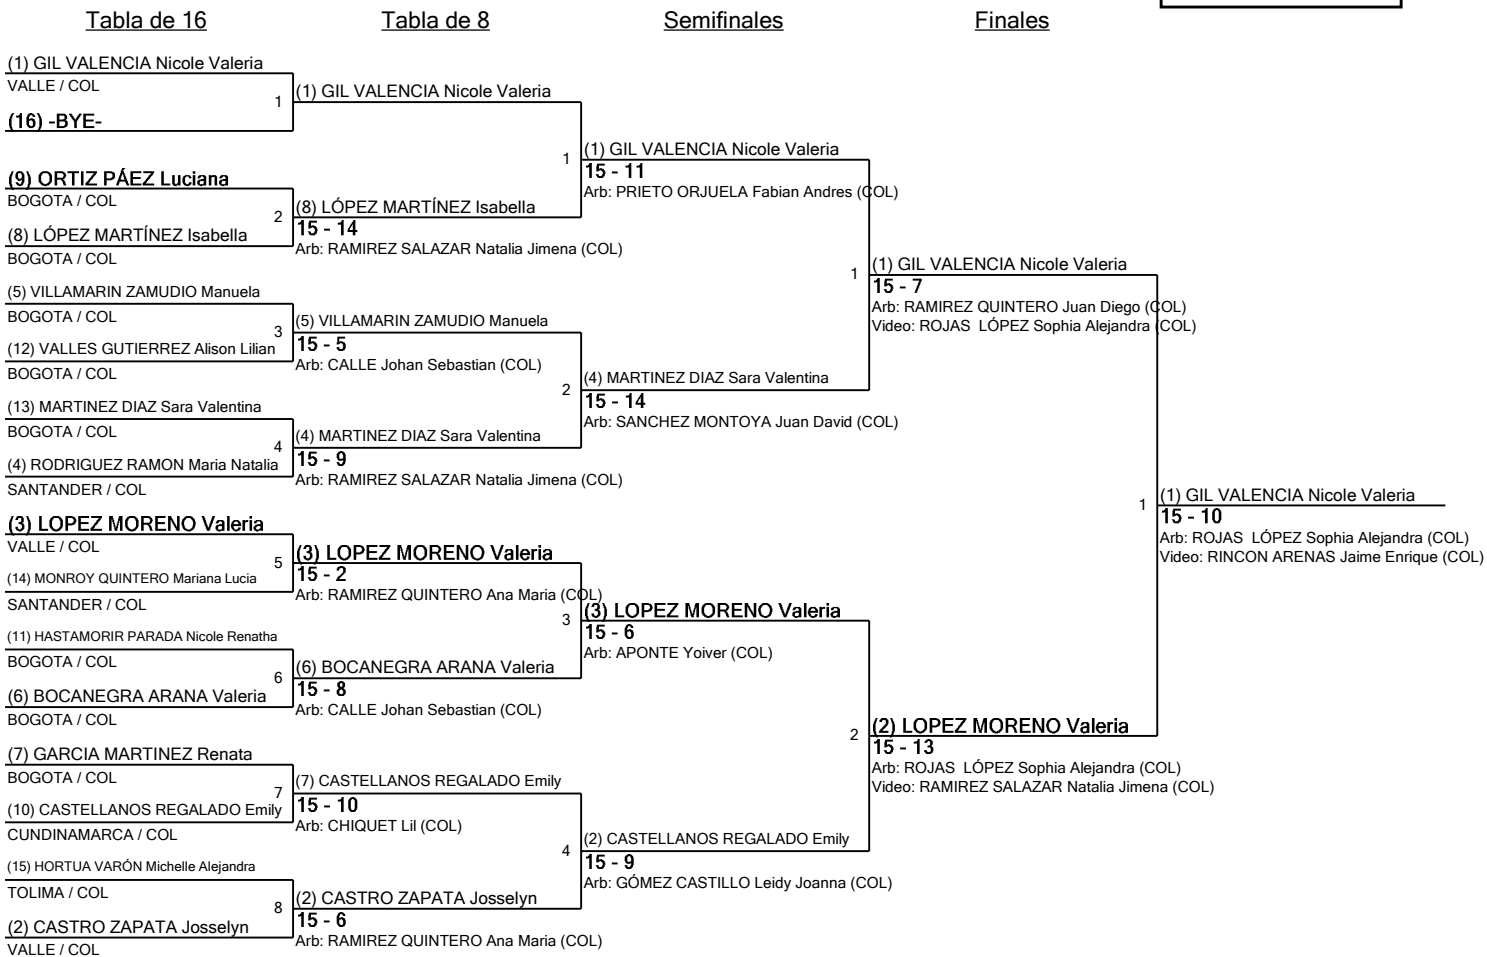 Tabla de 16
Tabla de 8
Semifinales
Finales
(1) GIL VALENCIA Nicole Valeria
VALLE / COL
1
(16) -BYE-
(9) ORTIZ PÁEZ Luciana
BOGOTA / COL
2
(8) LÓPEZ MARTÍNEZ Isabella
BOGOTA / COL
(5) VILLAMARIN ZAMUDIO Manuela
BOGOTA / COL
3
(12) VALLES GUTIERREZ Alison Lilian
BOGOTA / COL
(13) MARTINEZ DIAZ Sara Valentina
BOGOTA / COL
4
(4) RODRIGUEZ RAMON Maria Natalia
SANTANDER / COL
(3) LOPEZ MORENO Valeria
VALLE / COL
5
(14) MONROY QUINTERO Mariana Lucia
SANTANDER / COL
(11) HASTAMORIR PARADA Nicole Renatha
BOGOTA / COL
6
(6) BOCANEGRA ARANA Valeria
BOGOTA / COL
(7) GARCIA MARTINEZ Renata
BOGOTA / COL
7
(10) CASTELLANOS REGALADO Emily
CUNDINAMARCA / COL
(15) HORTUA VARÓN Michelle Alejandra
TOLIMA / COL
8
(2) CASTRO ZAPATA Josselyn
VALLE / COL
(1) GIL VALENCIA Nicole Valeria
1
(8) LÓPEZ MARTÍNEZ Isabella
15 - 14
Arb: RAMIREZ SALAZAR Natalia Jimena (COL)
(5) VILLAMARIN ZAMUDIO Manuela
15 - 5
Arb: CALLE Johan Sebastian (COL)
2
(4) MARTINEZ DIAZ Sara Valentina
15 - 9
Arb: RAMIREZ SALAZAR Natalia Jimena (COL)
(3) LOPEZ MORENO Valeria
15 - 2
Arb: RAMIREZ QUINTERO Ana Maria (COL)
3
(6) BOCANEGRA ARANA Valeria
15 - 8
Arb: CALLE Johan Sebastian (COL)
(7) CASTELLANOS REGALADO Emily
15 - 10
Arb: CHIQUET Lil (COL)
4
(2) CASTRO ZAPATA Josselyn
15 - 6
Arb: RAMIREZ QUINTERO Ana Maria (COL)
(1) GIL VALENCIA Nicole Valeria
15 - 11
Arb: PRIETO ORJUELA Fabian Andres (COL)
1
(4) MARTINEZ DIAZ Sara Valentina
15 - 14
Arb: SANCHEZ MONTOYA Juan David (COL)
(3) LOPEZ MORENO Valeria
15 - 6
Arb: APONTE Yoiver (COL)
2
(2) CASTELLANOS REGALADO Emily
15 - 9
Arb: GÓMEZ CASTILLO Leidy Joanna (COL)
(1) GIL VALENCIA Nicole Valeria
15 - 7
Arb: RAMIREZ QUINTERO Juan Diego (COL)
Video: ROJAS  LÓPEZ Sophia Alejandra (COL)
1
(2) LOPEZ MORENO Valeria
15 - 13
Arb: ROJAS  LÓPEZ Sophia Alejandra (COL)
Video: RAMIREZ SALAZAR Natalia Jimena (COL)
(1) GIL VALENCIA Nicole Valeria
15 - 10
Arb: ROJAS  LÓPEZ Sophia Alejandra (COL)
Video: RINCON ARENAS Jaime Enrique (COL)